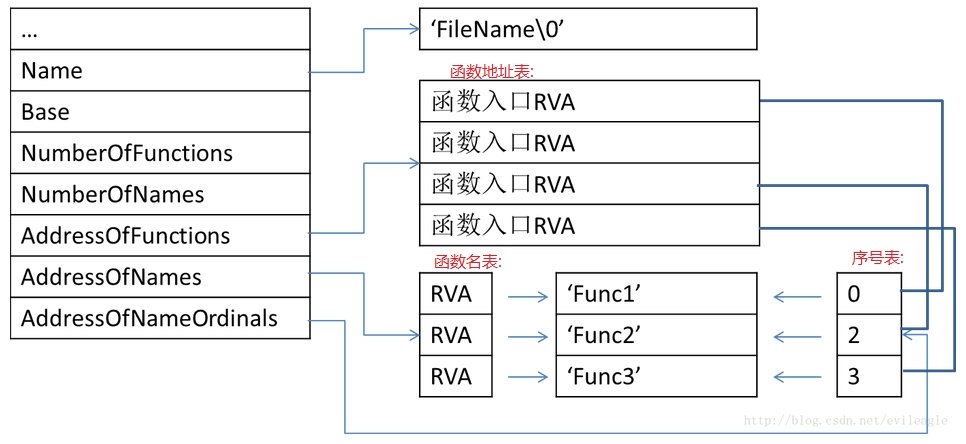 ...
Name
Base
NumberOfFunctions
NumberOfNames
AddressOfFunctions
AddressOfNames
AddressOfNameOrdinals
‘FileName\0’
函数地址表:
函数入口RVA
函数入口RVA
函数入口RVA
函数入口RVA
函数名表:
序号表:
RVA ‘Func1’ 0
RVA ‘Func2’ 2
RVA ‘Func3’ 3
http://blog.csdn.net/evileagle